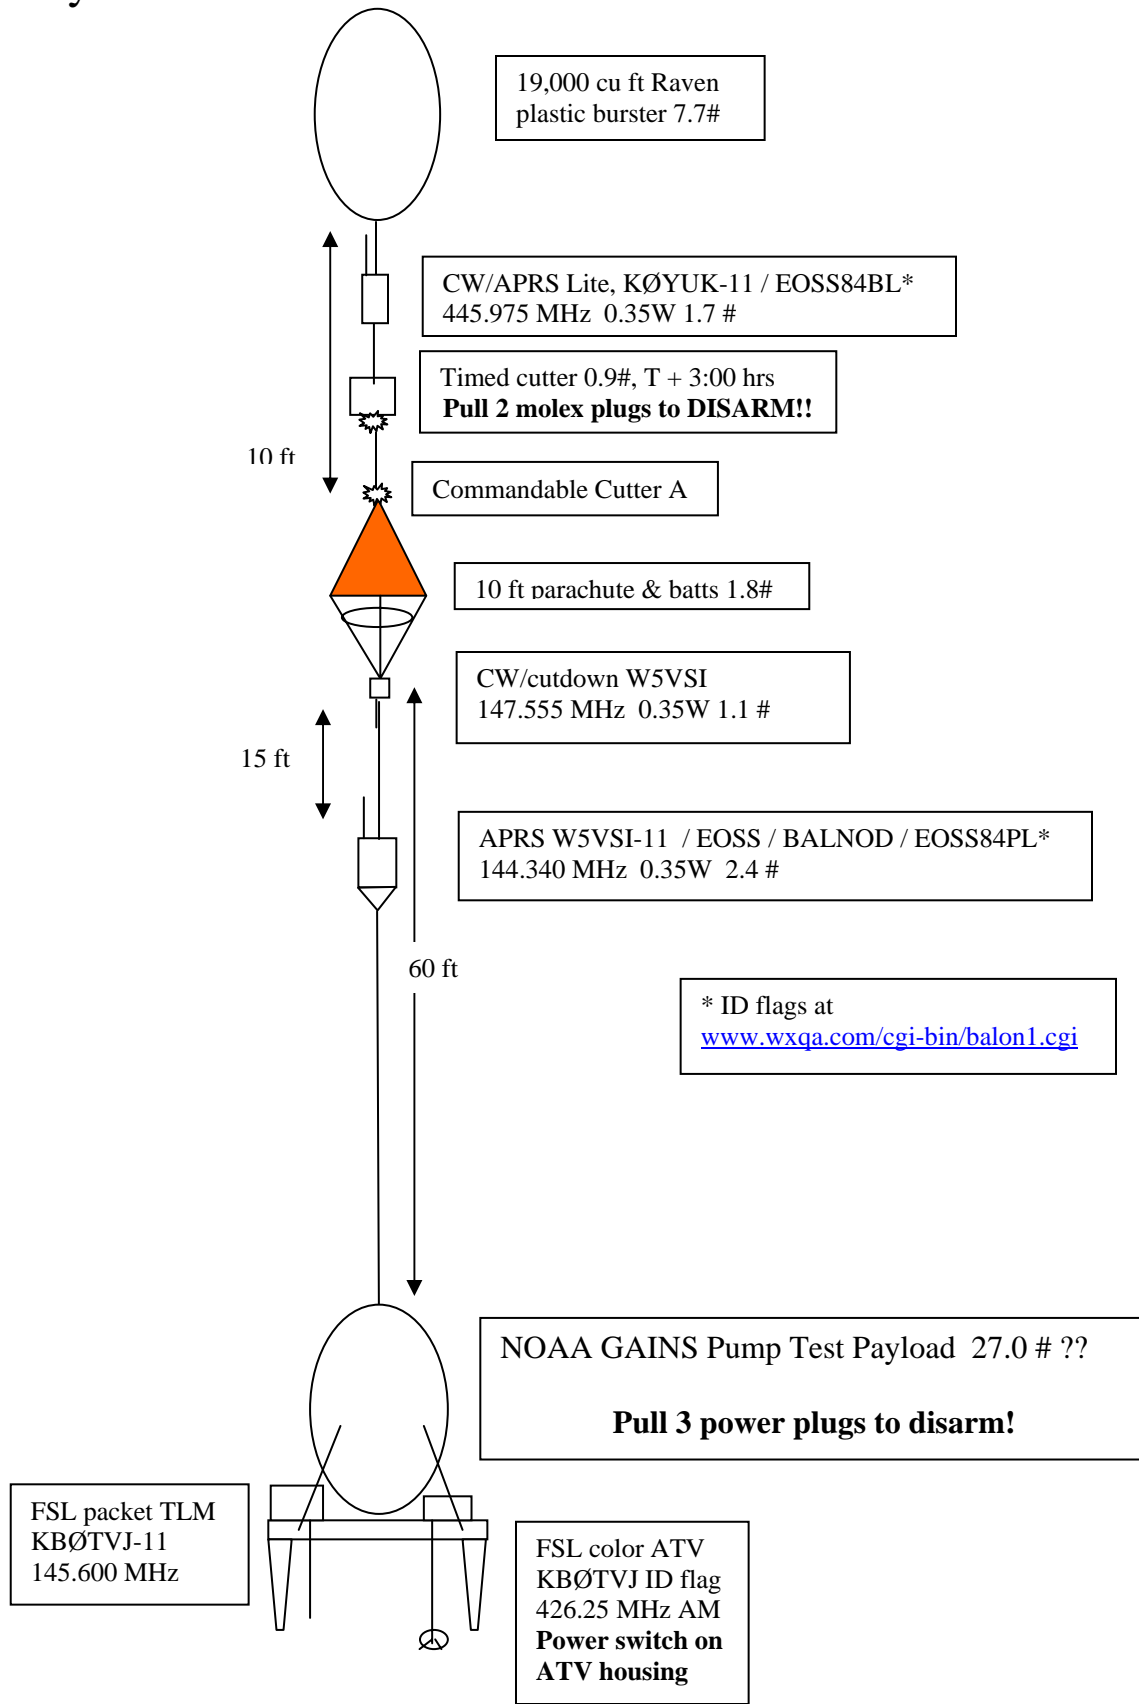 19,000 cu ft Raven
plastic burster 7.7#
CW/APRS Lite, KØYUK-11 / EOSS84BL*
445.975 MHz 0.35W 1.7 #
Timed cutter 0.9#, T + 3:00 hrs
Pull 2 molex plugs to DISARM!!
10 ft
Commandable Cutter A
10 ft parachute & batts 1.8#
CW/cutdown W5VSI
147.555 MHz 0.35W 1.1 #
15 ft
APRS W5VSI-11 / EOSS / BALNOD / EOSS84PL*
144.340 MHz 0.35W 2.4 #
60 ft
* ID flags at
www.wxqa.com/cgi-bin/balon1.cgi
NOAA GAINS Pump Test Payload 27.0 # ??
Pull 3 power plugs to disarm!
FSL packet TLM
KBØTVJ-11
145.600 MHz
FSL color ATV
KBØTVJ ID flag
426.25 MHz AM
Power switch on
ATV housing